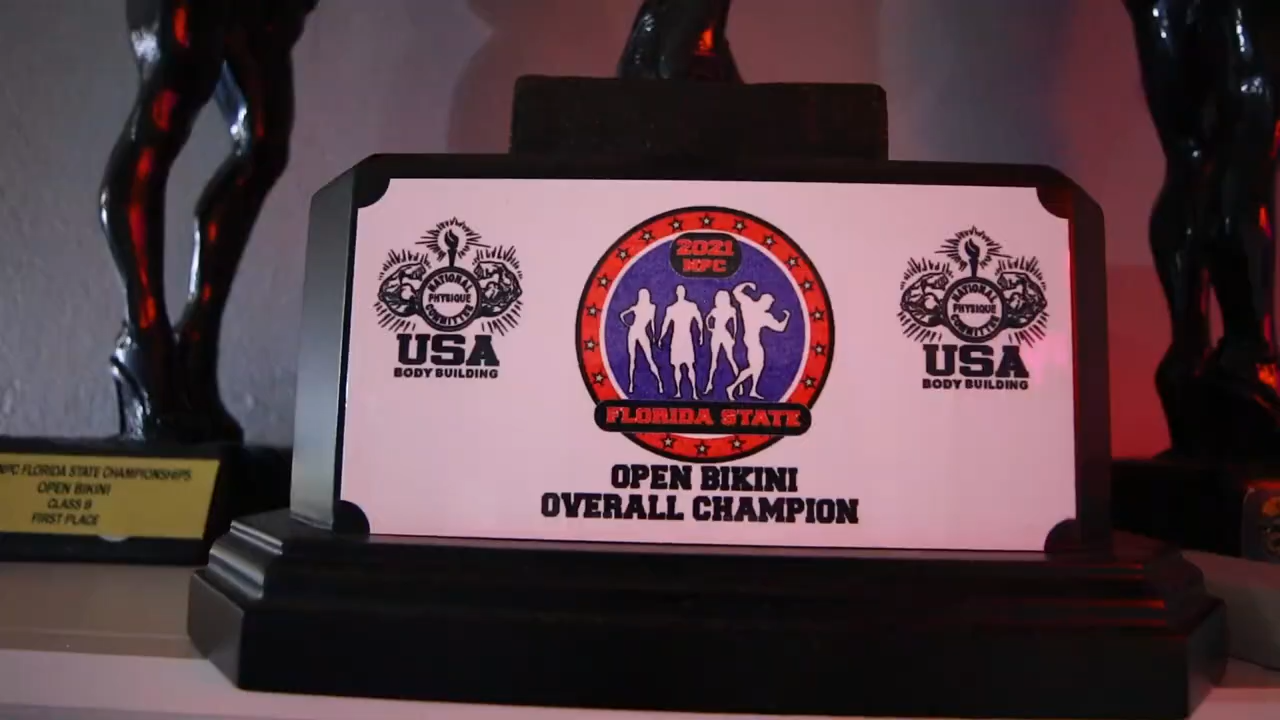 NPC FLORIDA STATE CHAMPIONSHIPS
OPEN BIKINI
CLASS B
FIRST PLACE
NATIONAL
PHYSIQUE
COMMITTEE
USA
BODY BUILDING
2021
NPC
FLORIDA STATE
OPEN BIKINI
OVERALL CHAMPION
NATIONAL
PHYSIQUE
COMMITTEE
USA
BODY BUILDING